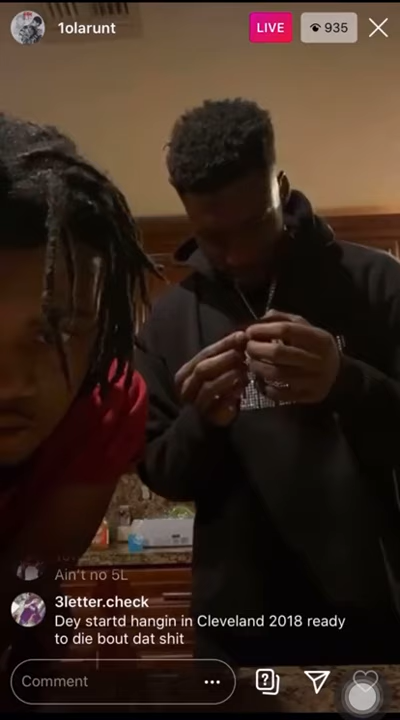 1olarunt
LIVE 935
Ain't no 5L
3letter.check
Dey startd hangin in Cleveland 2018 ready
to die bout dat shit
Comment